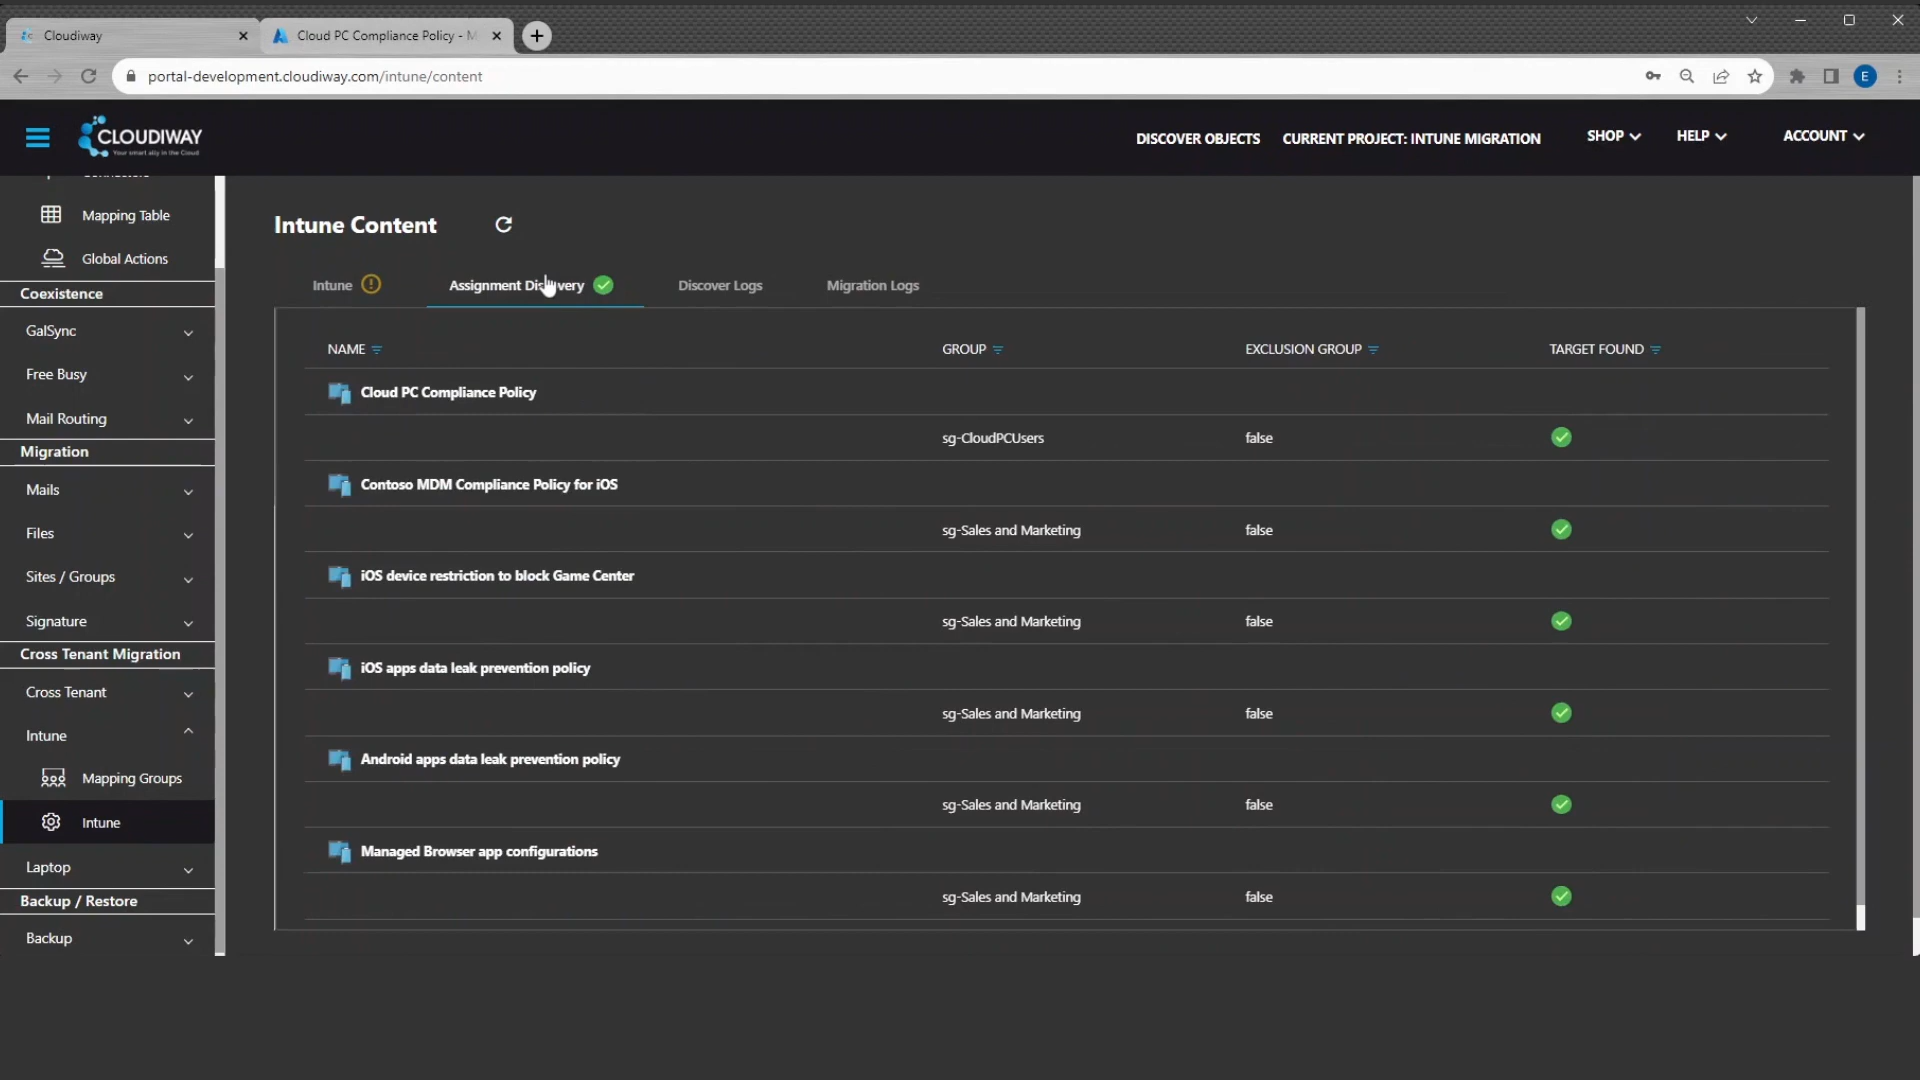 Cloudiway
Cloud PC Compliance Policy - M
portal-development.cloudiway.com/intune/content
E
CLOUDIWAY
Your smart ally in the Cloud
DISCOVER OBJECTS
CURRENT PROJECT: INTUNE MIGRATION
SHOP
HELP
ACCOUNT
Connectors
Mapping Table
Global Actions
Coexistence
GalSync
Free Busy
Mail Routing
Migration
Mails
Files
Sites / Groups
Signature
Cross Tenant Migration
Cross Tenant
Intune
Mapping Groups
Intune
Laptop
Backup / Restore
Backup
Intune Content
Intune
Assignment Discovery
Discover Logs
Migration Logs
NAME GROUP EXCLUSION GROUP TARGET FOUND
Cloud PC Compliance Policy
sg-CloudPCUsers false
Contoso MDM Compliance Policy for iOS
sg-Sales and Marketing false
iOS device restriction to block Game Center
sg-Sales and Marketing false
iOS apps data leak prevention policy
sg-Sales and Marketing false
Android apps data leak prevention policy
sg-Sales and Marketing false
Managed Browser app configurations
sg-Sales and Marketing false